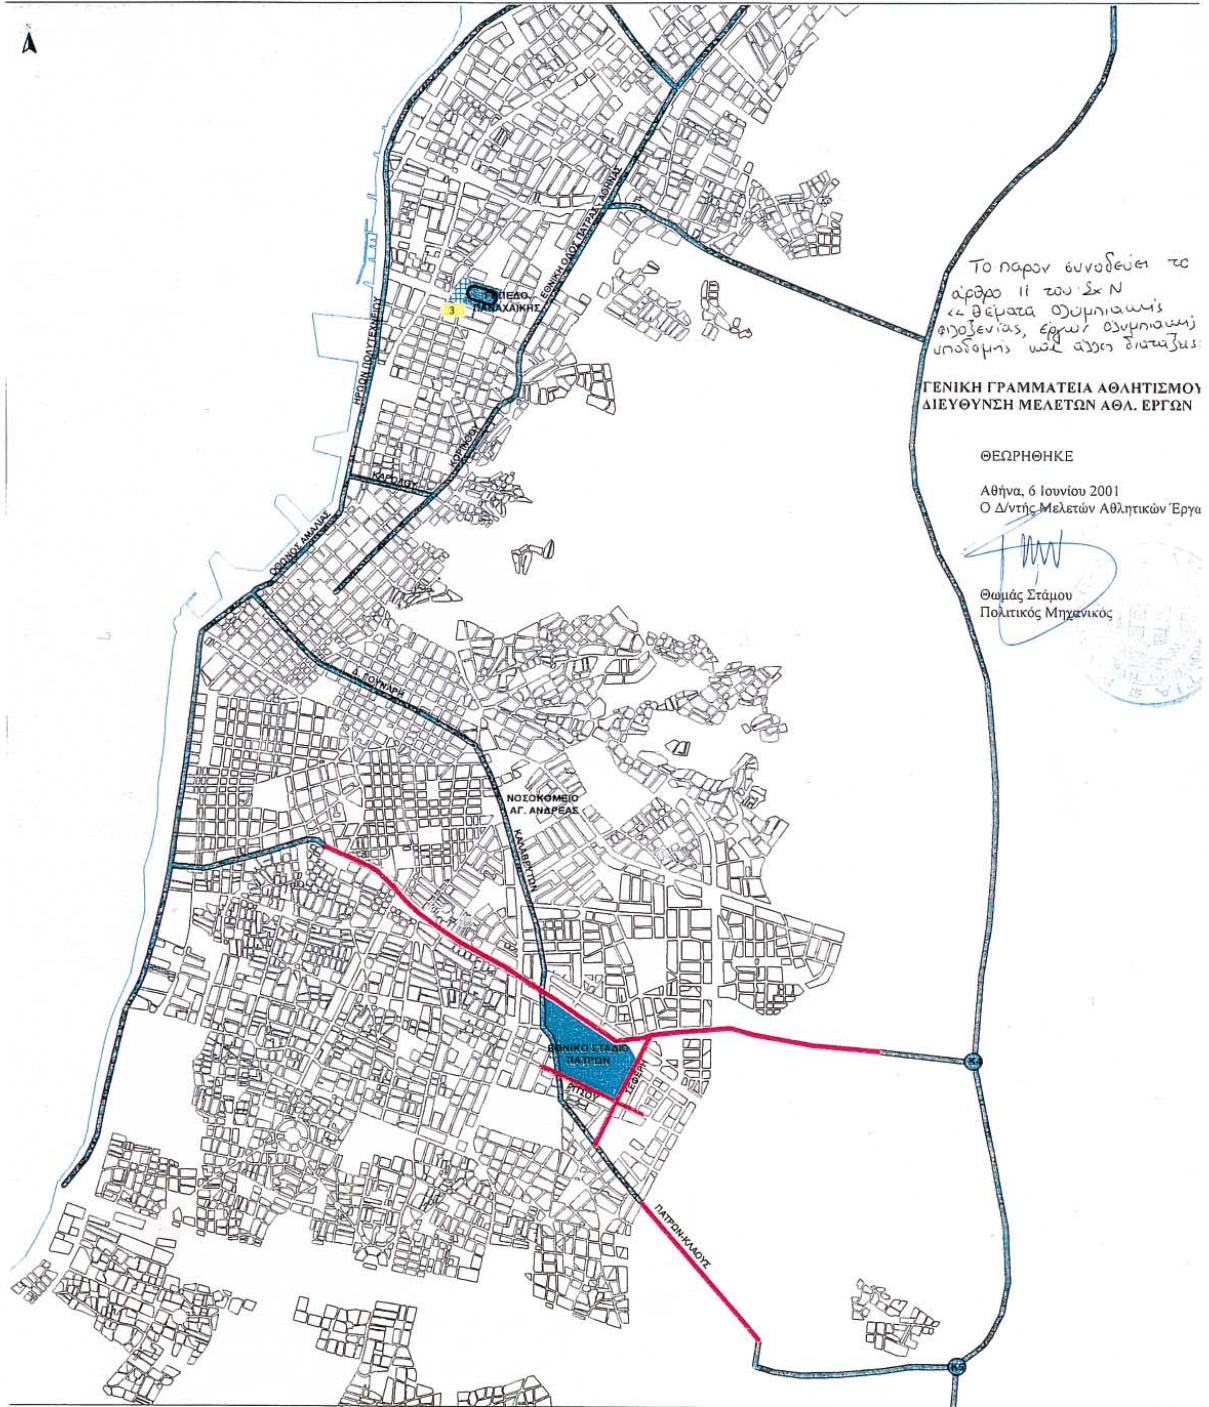 ΕΘΝΙΚΗ ΟΔΟΣ ΠΑΤΡΑΣ - ΑΘΗΝΑΣ
Το παρον συνοδεύει το
άρθρο 11 του Σχ Ν
<< Θέματα Ολυμπιακής
φιλοξενίας, έργων Ολυμπιακής
υποδομής και άλλες διατάξεις
ΓΗΠΕΔΟ
ΠΑΝΑΧΑΪΚΗΣ
3
ΗΡΩΩΝ ΠΟΛΥΤΕΧΝΕΙΟΥ
ΓΕΝΙΚΗ ΓΡΑΜΜΑΤΕΙΑ ΑΘΛΗΤΙΣΜΟΥ
ΔΙΕΥΘΥΝΣΗ ΜΕΛΕΤΩΝ ΑΘΛ. ΕΡΓΩΝ
ΚΟΡΙΝΘΟΥ
ΘΕΩΡΗΘΗΚΕ
ΚΑΡΟΛΟΥ
Αθήνα, 6 Ιουνίου 2001
Ο Δ/ντής Μελετών Αθλητικών Έργω
ΟΘΩΝΟΣ ΑΜΑΛΙΑΣ
Θωμάς Στάμου
Πολιτικός Μηχανικός
Δ. ΓΟΥΝΑΡΗ
ΝΟΣΟΚΟΜΕΙΟ
ΑΓ. ΑΝΔΡΕΑΣ
ΚΑΛΑΒΡΥΤΩΝ
ΕΘΝΙΚΟ ΣΤΑΔΙΟ
ΠΑΤΡΩΝ
K4
ΣΕΦΕΡΗ
ΡΙΤΣΟΥ
ΠΑΤΡΩΝ-ΚΛΑΟΥΣ
K5